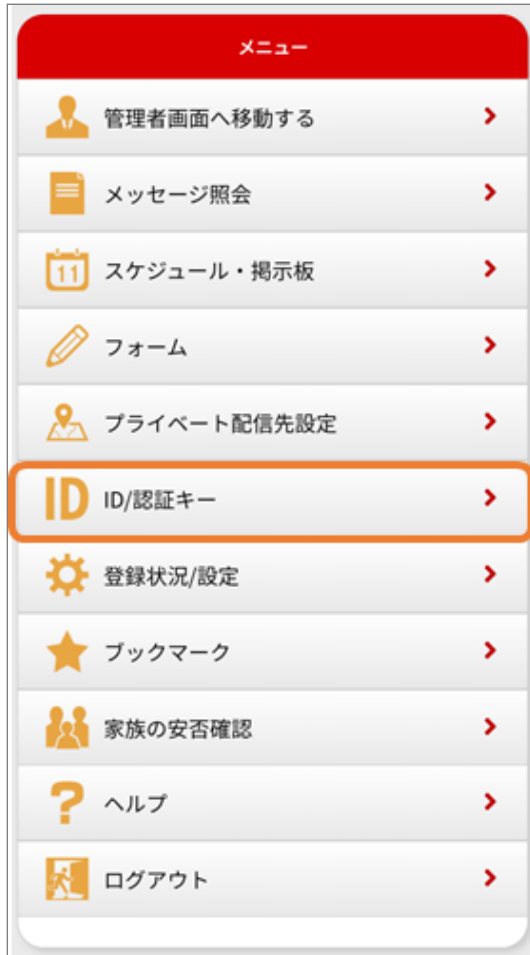 メニュー
管理者画面へ移動する
メッセージ照会
11
スケジュール・掲示板
フォーム
プライベート配信先設定
ID
ID/認証キー
登録状況/設定
ブックマーク
家族の安否確認
?
ヘルプ
ログアウト